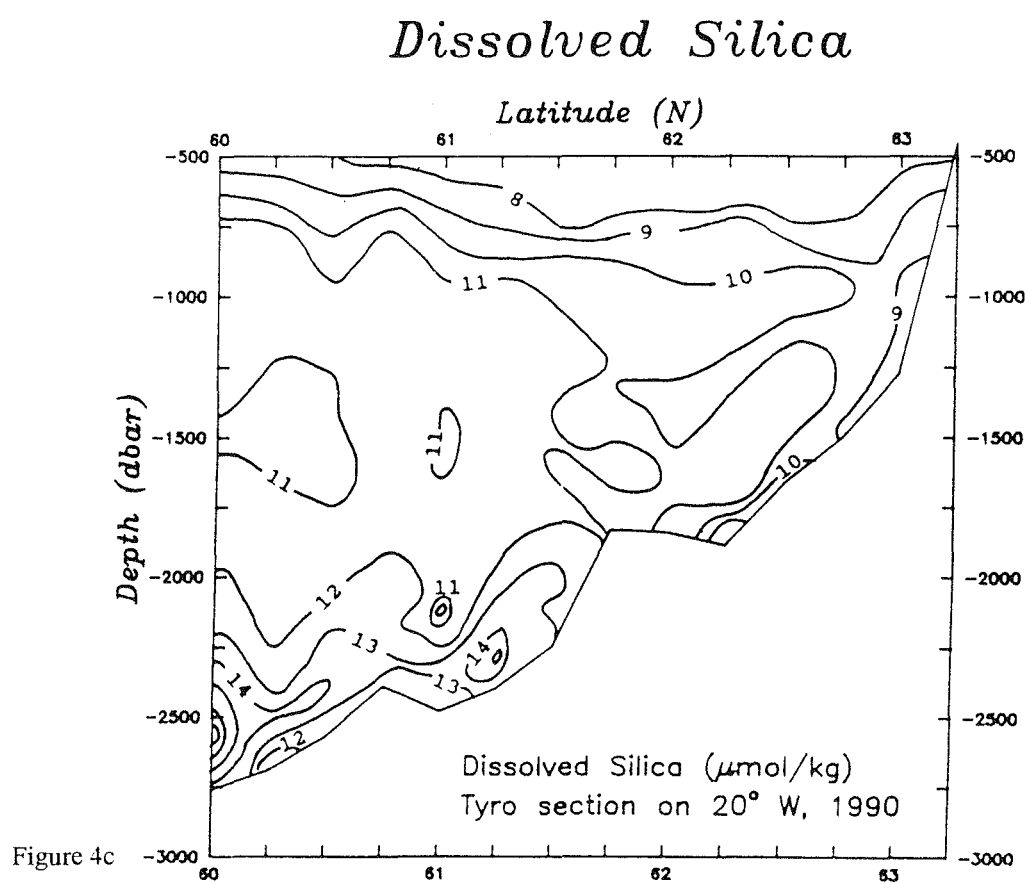 Dissolved Silica
Latitude (N)
60 61 62 63
-500 -500
8
9
10
11
-1000 -1000
9
Depth (dbar)
11
-1500 -1500
11
10
-2000 -2000
12
11
13
14
14
13
-2500 -2500
12
Dissolved Silica (μmol/kg)
Tyro section on 20° W, 1990
Figure 4c -3000 -3000
60 61 62 63